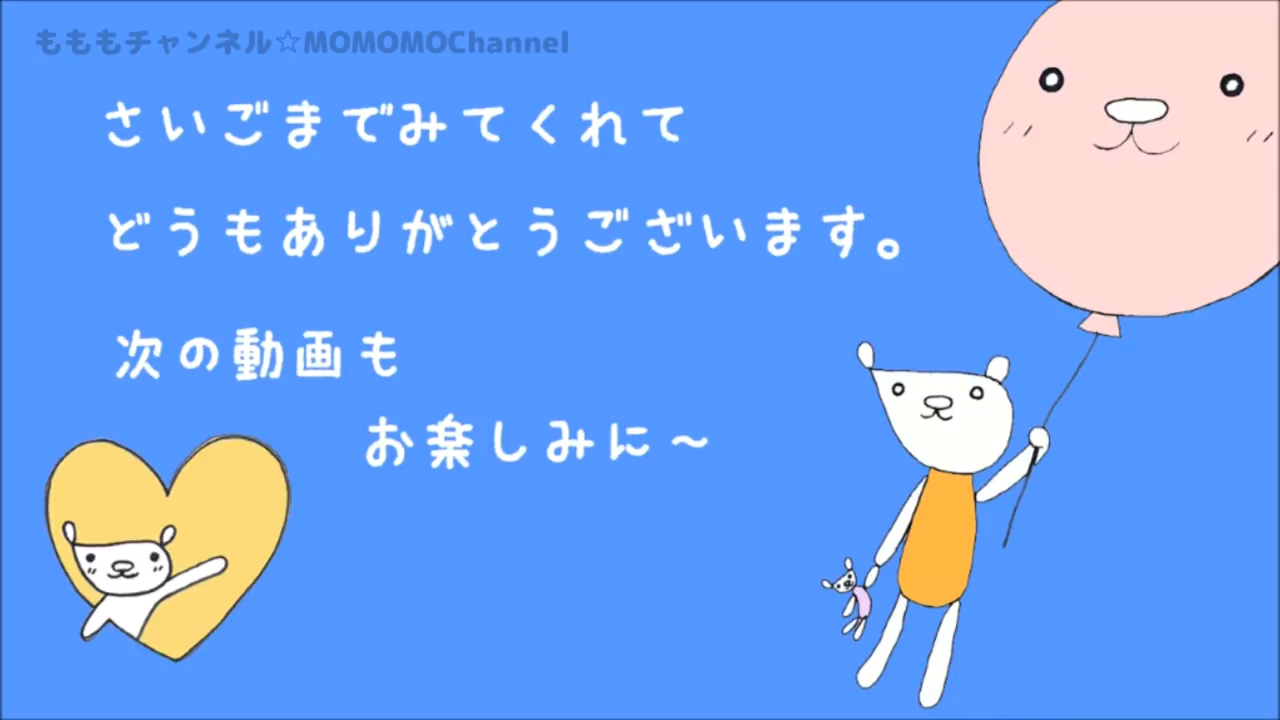 もももチャンネル☆MOMOMOChannel
さいごまでみてくれて
どうもありがとうございます。
次の動画も
お楽しみに～